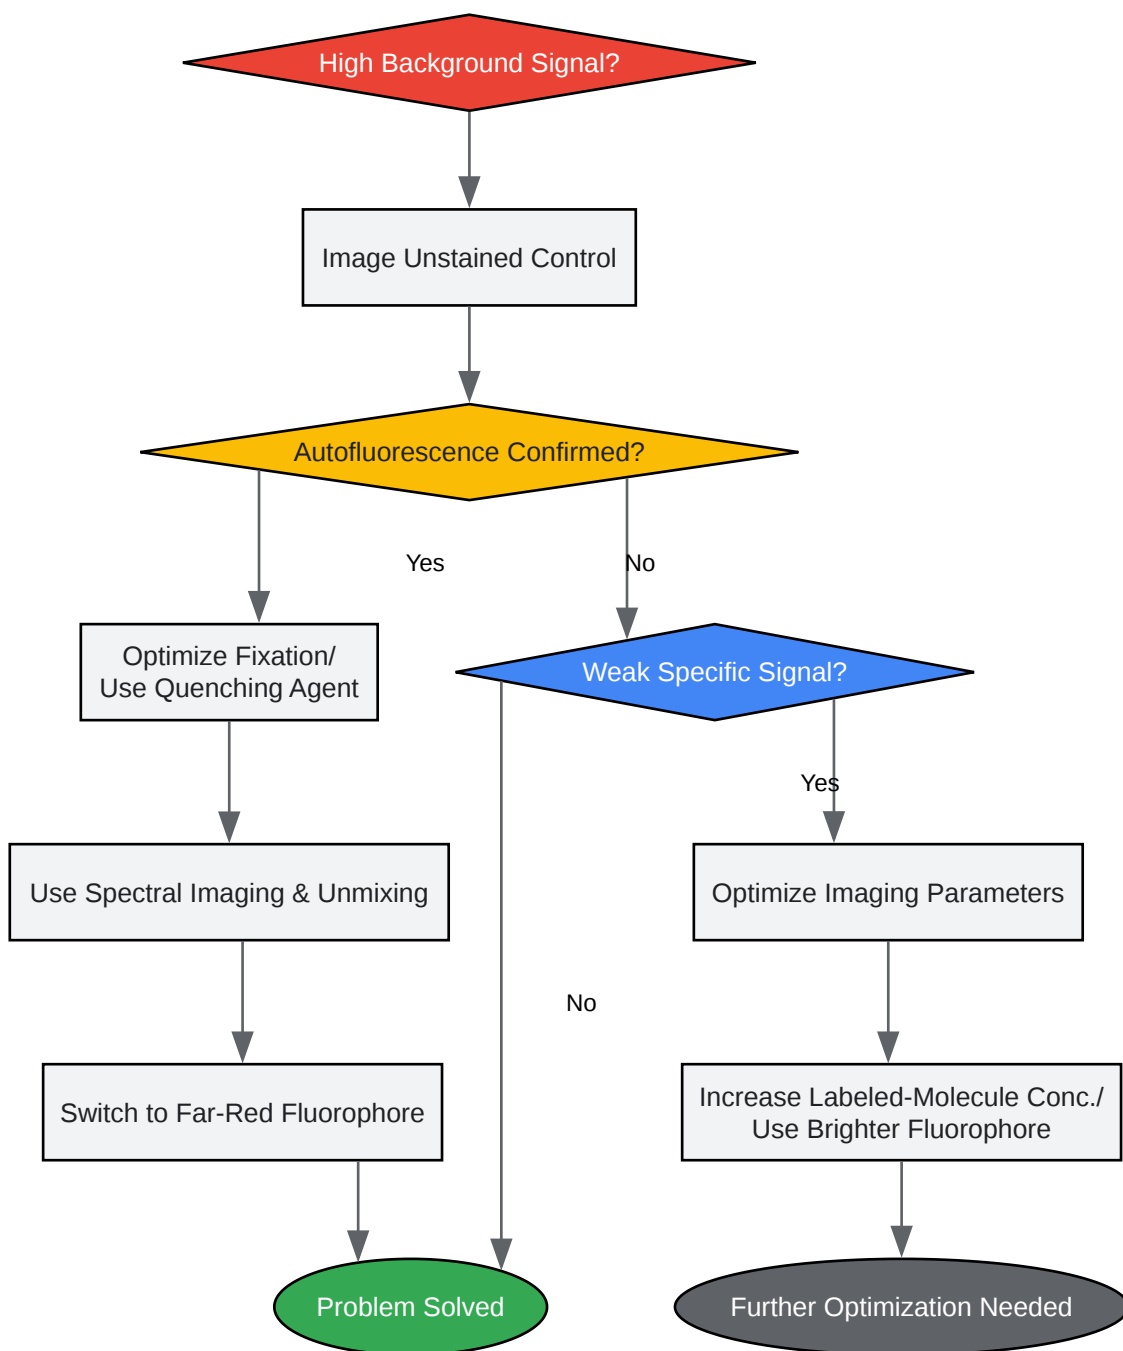 High Background Signal?
Image Unstained Control
Autofluorescence Confirmed?
Yes
No
Optimize Fixation/
Use Quenching Agent
Weak Specific Signal?
Yes
Use Spectral Imaging & Unmixing
Optimize Imaging Parameters
No
Switch to Far-Red Fluorophore
Increase Labeled-Molecule Conc./
Use Brighter Fluorophore
Problem Solved
Further Optimization Needed